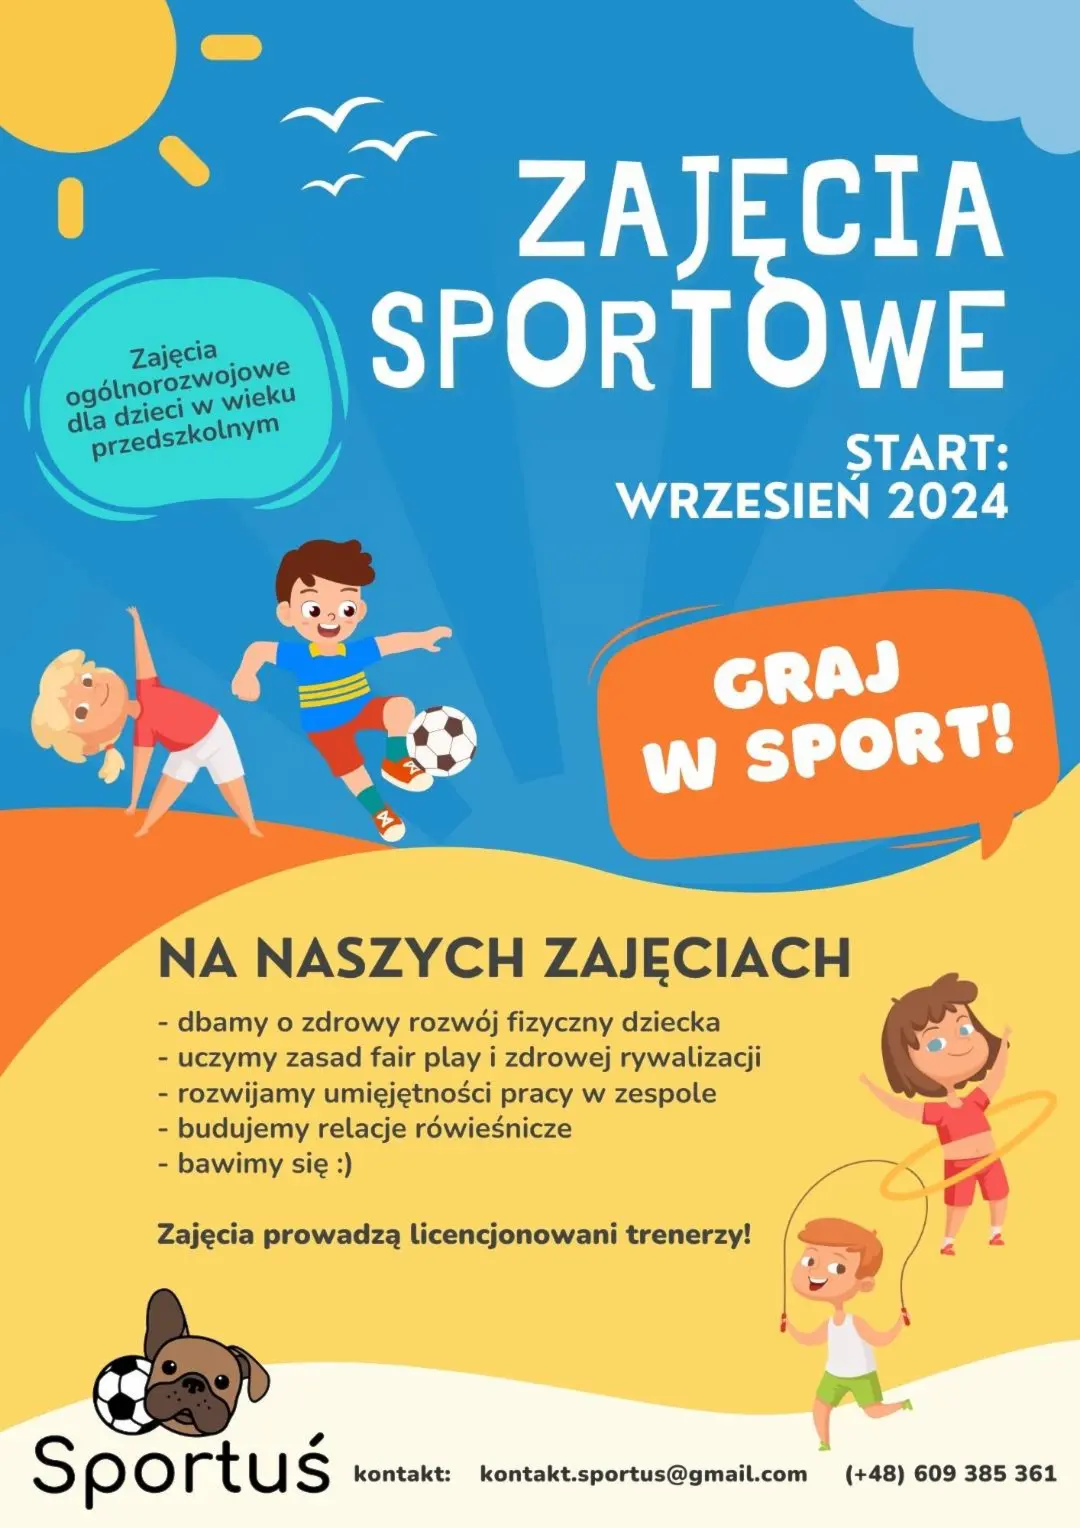 ZAJĘCIA
SPORTOWE
Zajęcia
ogólnorozwojowe
dla dzieci w wieku
przedszkolnym
START:
WRZESIEŃ 2024
GRAJ
W SPORT!
NA NASZYCH ZAJĘCIACH
- dbamy o zdrowy rozwój fizyczny dziecka
- uczymy zasad fair play i zdrowej rywalizacji
- rozwijamy umięjętności pracy w zespole
- budujemy relacje rówieśnicze
- bawimy się :)
Zajęcia prowadzą licencjonowani trenerzy!
Sportuś
kontakt: kontakt.sportus@gmail.com (+48) 609 385 361